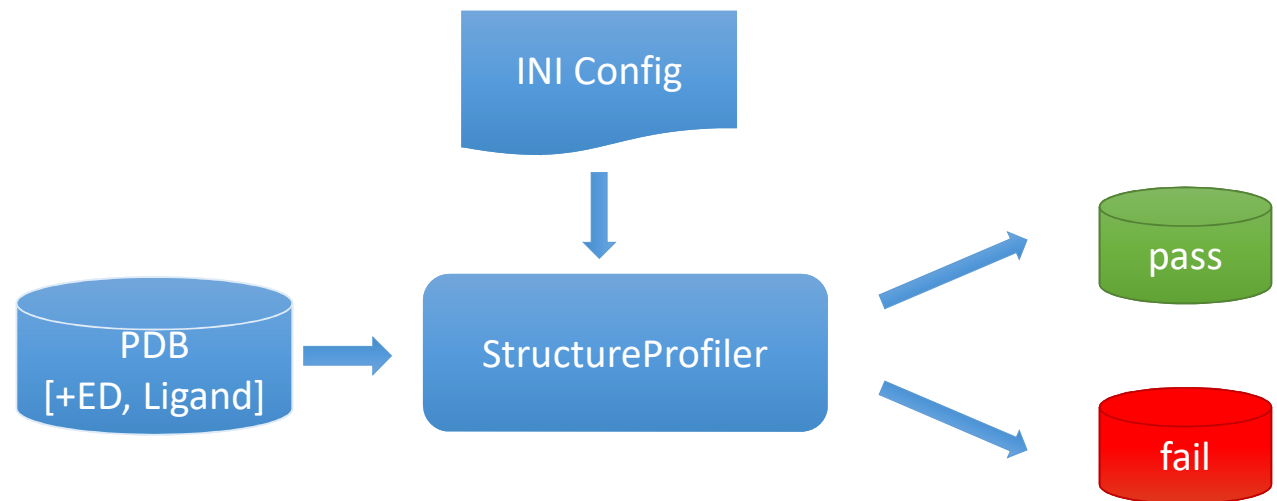 INI Config
PDB
[+ED, Ligand]
StructureProfiler
pass
fail